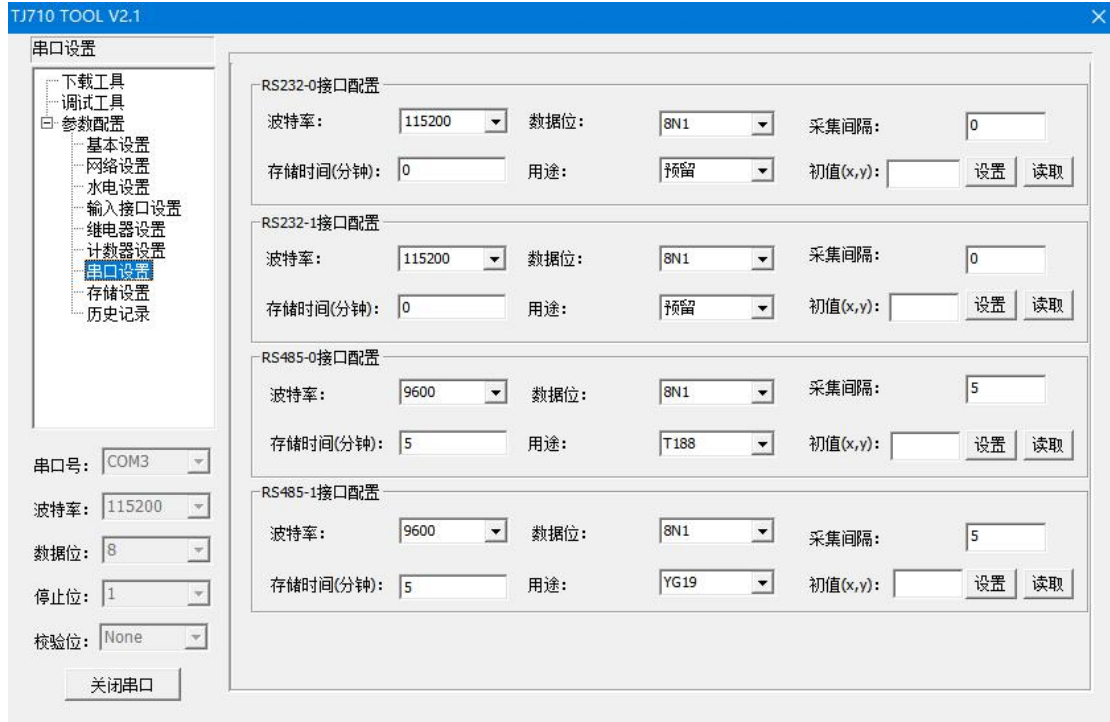 TJ710 TOOL V2.1
串口设置
下载工具
调试工具
参数配置
基本设置
网络设置
水电设置
输入接口设置
继电器设置
计数器设置
串口设置
存储设置
历史记录
串口号： COM3
波特率： 115200
数据位： 8
停止位： 1
校验位： None
关闭串口
RS232-0接口配置
波特率： 115200 数据位： 8N1 采集间隔： 0
存储时间(分钟)： 0 用途： 预留 初值(x,y)： 设置 读取
RS232-1接口配置
波特率： 115200 数据位： 8N1 采集间隔： 0
存储时间(分钟)： 0 用途： 预留 初值(x,y)： 设置 读取
RS485-0接口配置
波特率： 9600 数据位： 8N1 采集间隔： 5
存储时间(分钟)： 5 用途： T188 初值(x,y)： 设置 读取
RS485-1接口配置
波特率： 9600 数据位： 8N1 采集间隔： 5
存储时间(分钟)： 5 用途： YG19 初值(x,y)： 设置 读取